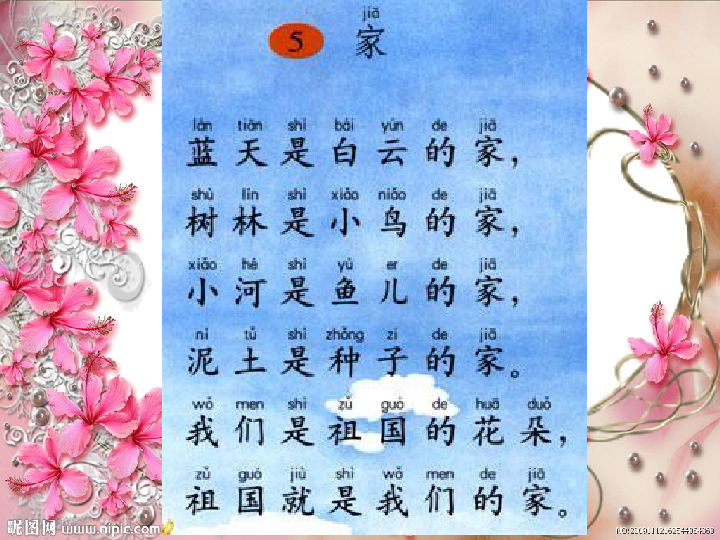 jiā
5 家
lán tiān shì bái yún de jiā
蓝天是白云的家，
shù lín shì xiǎo niǎo de jiā
树林是小鸟的家，
xiǎo hé shì yú er de jiā
小河是鱼儿的家，
ní tǔ shì zhǒng zi de jiā
泥土是种子的家。
wǒ men shì zǔ guó de huā duǒ
我们是祖国的花朵，
zǔ guó jiù shì wǒ men de jiā
祖国就是我们的家。
昵图网 www.nipic.com